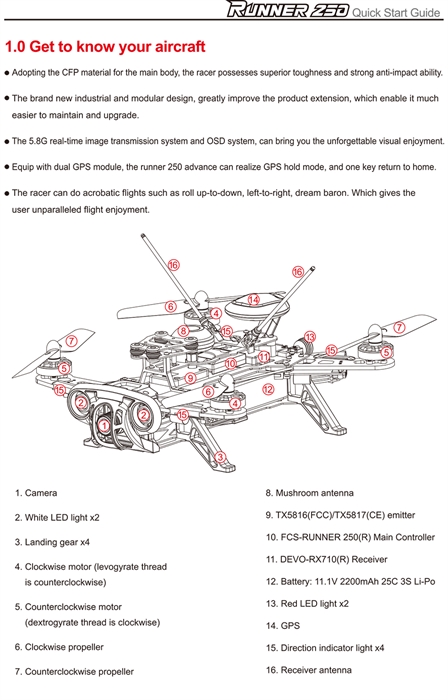 RUNNER 250 Quick Start Guide
1.0 Get to know your aircraft
● Adopting the CFP material for the main body, the racer possesses superior toughness and strong anti-impact ability.
● The brand new industrial and modular design, greatly improve the product extension, which enable it much
easier to maintain and upgrade.
● The 5.8G real-time image transmission system and OSD system, can bring you the unforgettable visual enjoyment.
● Equip with dual GPS module, the runner 250 advance can realize GPS hold mode, and one key return to home.
● The racer can do acrobatic flights such as roll up-to-down, left-to-right, dream baron. Which gives the
user unparalleled flight enjoyment.
16
16
6
14
4
7
8
15
13
7
15
5
11
10
5
9
12
15
6
4
2
2
15
1
3
1. Camera
2. White LED light x2
3. Landing gear x4
4. Clockwise motor (levogyrate thread
is counterclockwise)
5. Counterclockwise motor
(dextrogyrate thread is clockwise)
6. Clockwise propeller
7. Counterclockwise propeller
8. Mushroom antenna
9. TX5816(FCC)/TX5817(CE) emitter
10. FCS-RUNNER 250(R) Main Controller
11. DEVO-RX710(R) Receiver
12. Battery: 11.1V 2200mAh 25C 3S Li-Po
13. Red LED light x2
14. GPS
15. Direction indicator light x4
16. Receiver antenna